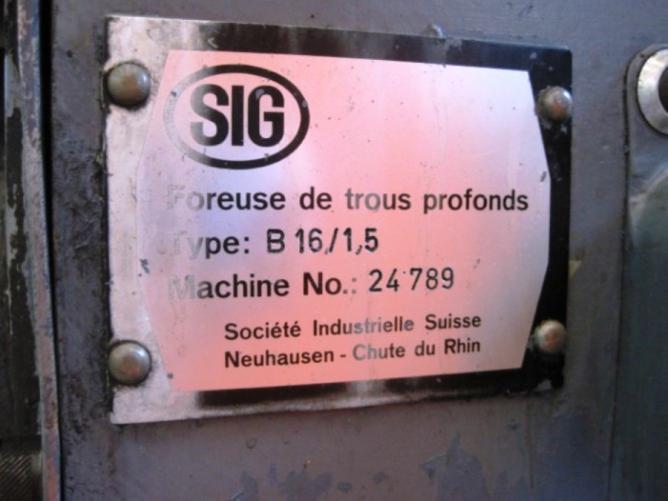 SIG
Foreuse de trous profonds
Type: B 16/1,5
Machine No.: 24 789
Société Industrielle Suisse
Neuhausen - Chute du Rhin